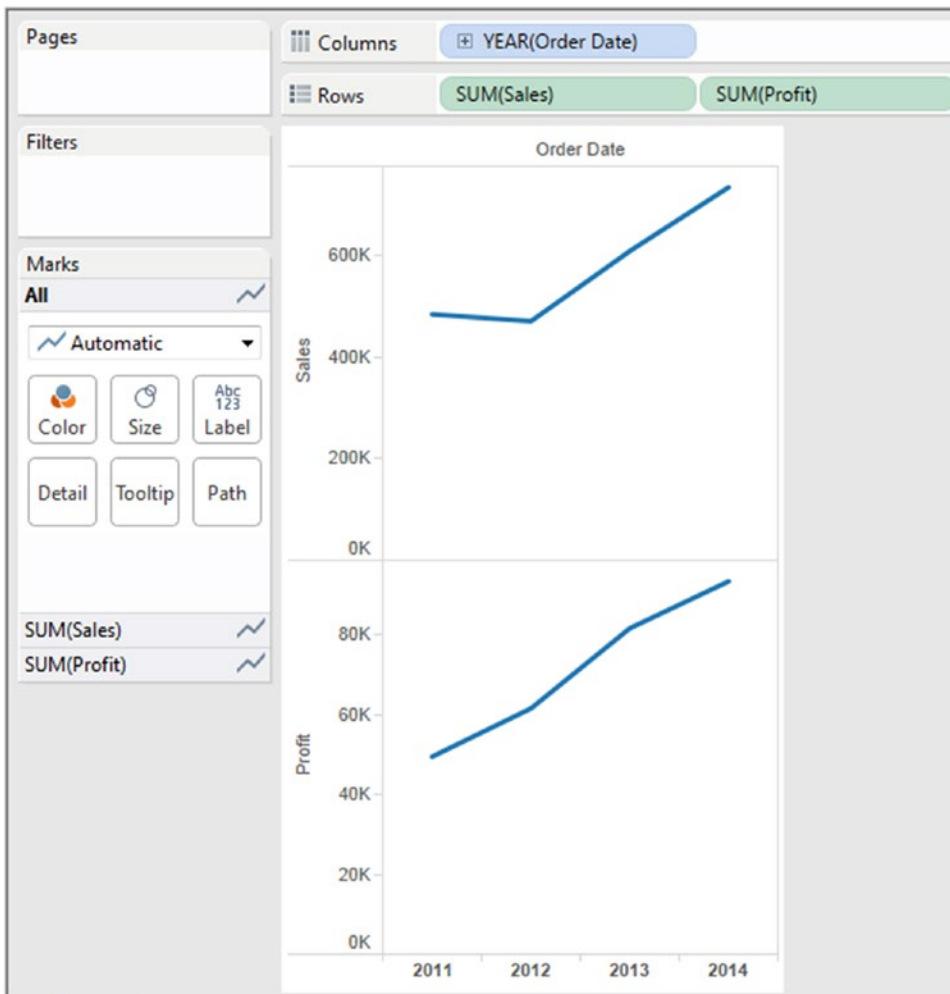 Pages
Columns
YEAR(Order Date)
Rows
SUM(Sales)
SUM(Profit)
Filters
Marks
All
Automatic
Color
Size
Abc
123
Label
Detail
Tooltip
Path
SUM(Sales)
SUM(Profit)
Order Date
600K
400K
200K
0K
Sales
80K
60K
40K
20K
0K
Profit
2011 2012 2013 2014